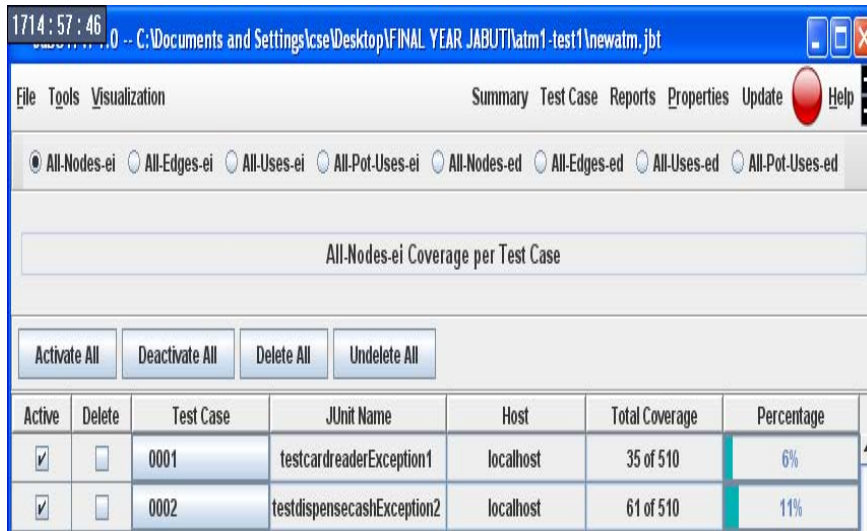 1714:57:46
.0 -- C:\Documents and Settings\cse\Desktop\FINAL YEAR JABUTI\atm1-test1\newatm.jbt
File Tools Visualization Summary Test Case Reports Properties Update Help
All-Nodes-ei All-Edges-ei All-Uses-ei All-Pot-Uses-ei All-Nodes-ed All-Edges-ed All-Uses-ed All-Pot-Uses-ed
All-Nodes-ei Coverage per Test Case
Activate All Deactivate All Delete All Undelete All
Active Delete Test Case JUnit Name Host Total Coverage Percentage
0001 testcardreaderException1 localhost 35 of 510 6%
0002 testdispensecashException2 localhost 61 of 510 11%